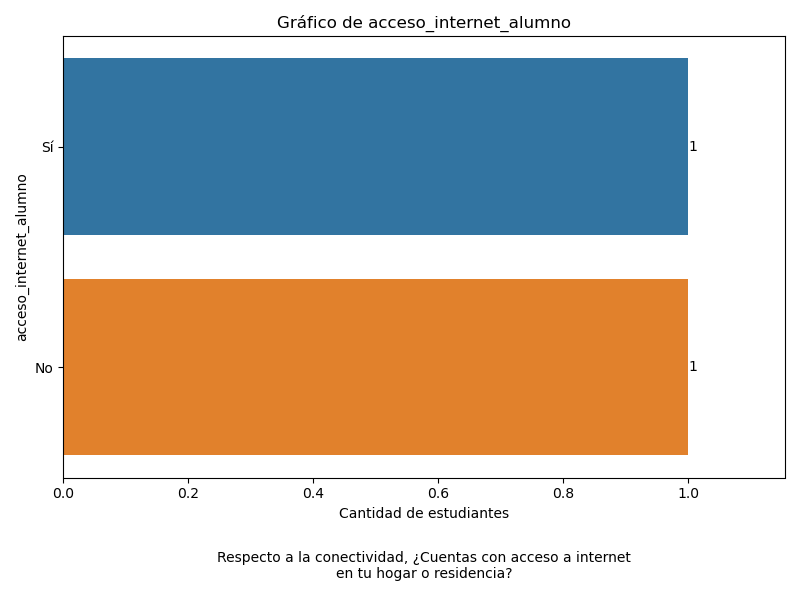 Gráfico de acceso_internet_alumno
acceso_internet_alumno
Sí
1
No
1
0.0 0.2 0.4 0.6 0.8 1.0
Cantidad de estudiantes
Respecto a la conectividad, ¿Cuentas con acceso a internet
en tu hogar o residencia?